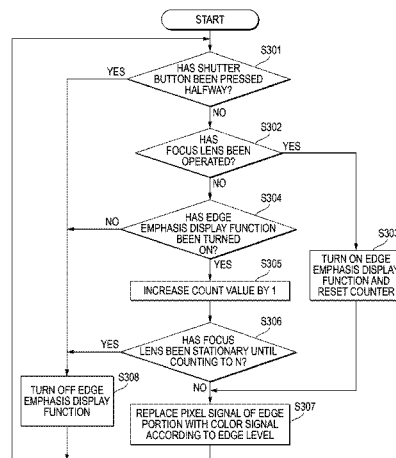 START
S301
HAS SHUTTER
BUTTON BEEN PRESSED
HALFWAY?
YES
NO
S302
HAS
FOCUS LENS BEEN
OPERATED?
YES
NO
S304
HAS EDGE
EMPHASIS DISPLAY FUNCTION
BEEN TURNED
ON?
NO
YES
S303
TURN ON EDGE
EMPHASIS DISPLAY
FUNCTION AND
RESET COUNTER
S305
INCREASE COUNT VALUE BY 1
S306
HAS FOCUS
LENS BEEN STATIONARY UNTIL
COUNTING TO N?
YES
NO
S308
TURN OFF EDGE
EMPHASIS DISPLAY
FUNCTION
S307
REPLACE PIXEL SIGNAL OF EDGE
PORTION WITH COLOR SIGNAL
ACCORDING TO EDGE LEVEL